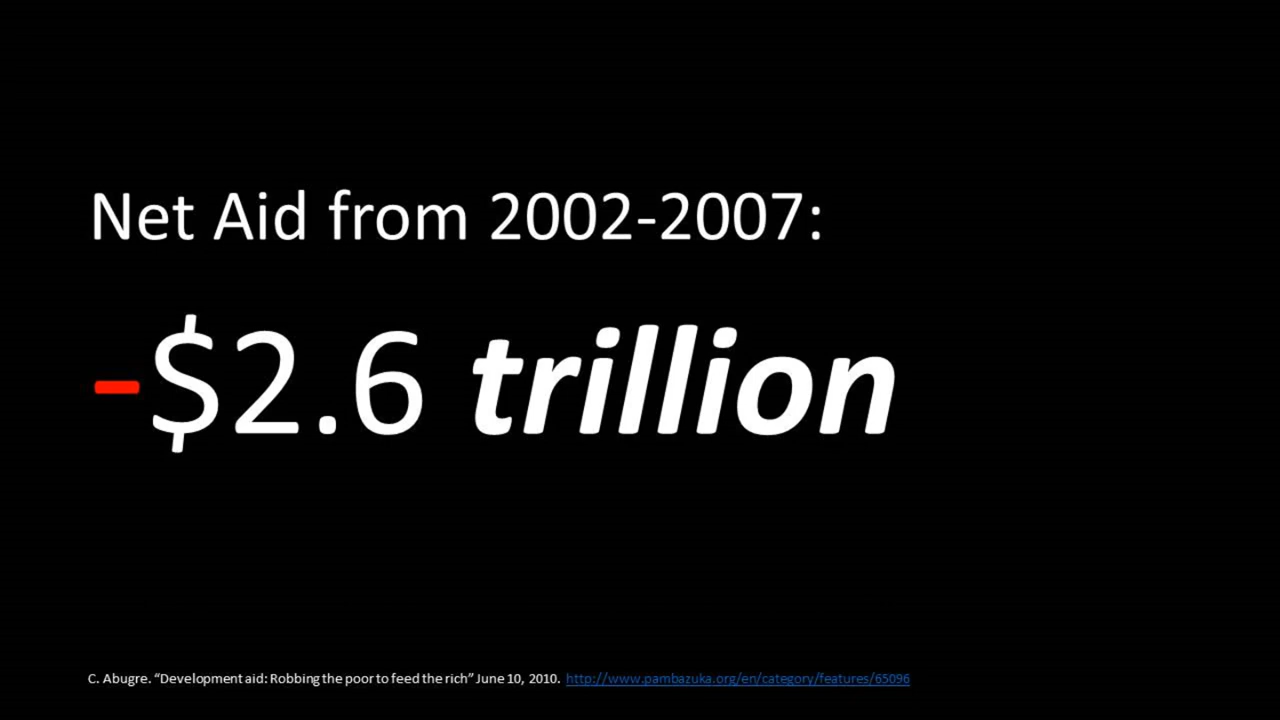 Net Aid from 2002-2007:
-$2.6 trillion
C. Abugre. “Development aid: Robbing the poor to feed the rich” June 10, 2010. http://www.pambazuka.org/en/category/features/65096